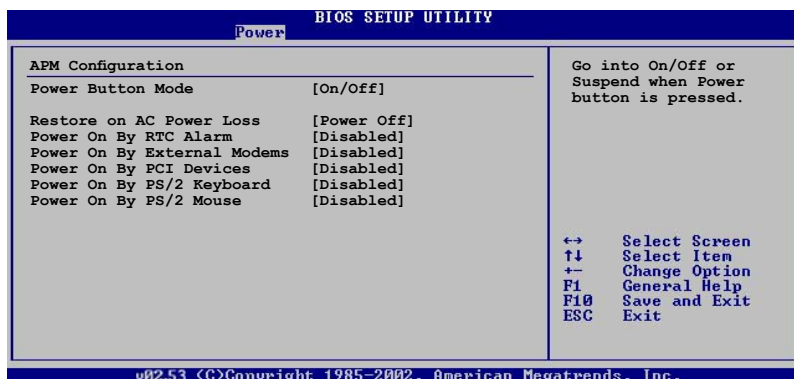 BIOS SETUP UTILITY
Power
APM Configuration
Power Button Mode [On/Off]
Restore on AC Power Loss [Power Off]
Power On By RTC Alarm [Disabled]
Power On By External Modems [Disabled]
Power On By PCI Devices [Disabled]
Power On By PS/2 Keyboard [Disabled]
Power On By PS/2 Mouse [Disabled]
Go into On/Off or
Suspend when Power
button is pressed.
←→ Select Screen
↑↓ Select Item
+- Change Option
F1 General Help
F10 Save and Exit
ESC Exit
v02.53 (C)Copyright 1985-2002, American Megatrends, Inc.